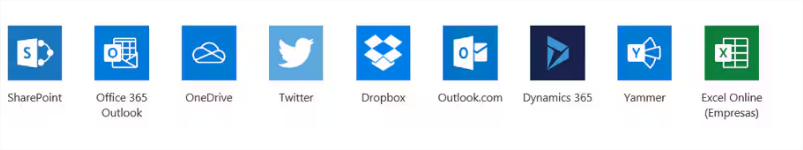 SharePoint
Office 365
Outlook
OneDrive
Twitter
Dropbox
Outlook.com
Dynamics 365
Yammer
Excel Online
(Empresas)